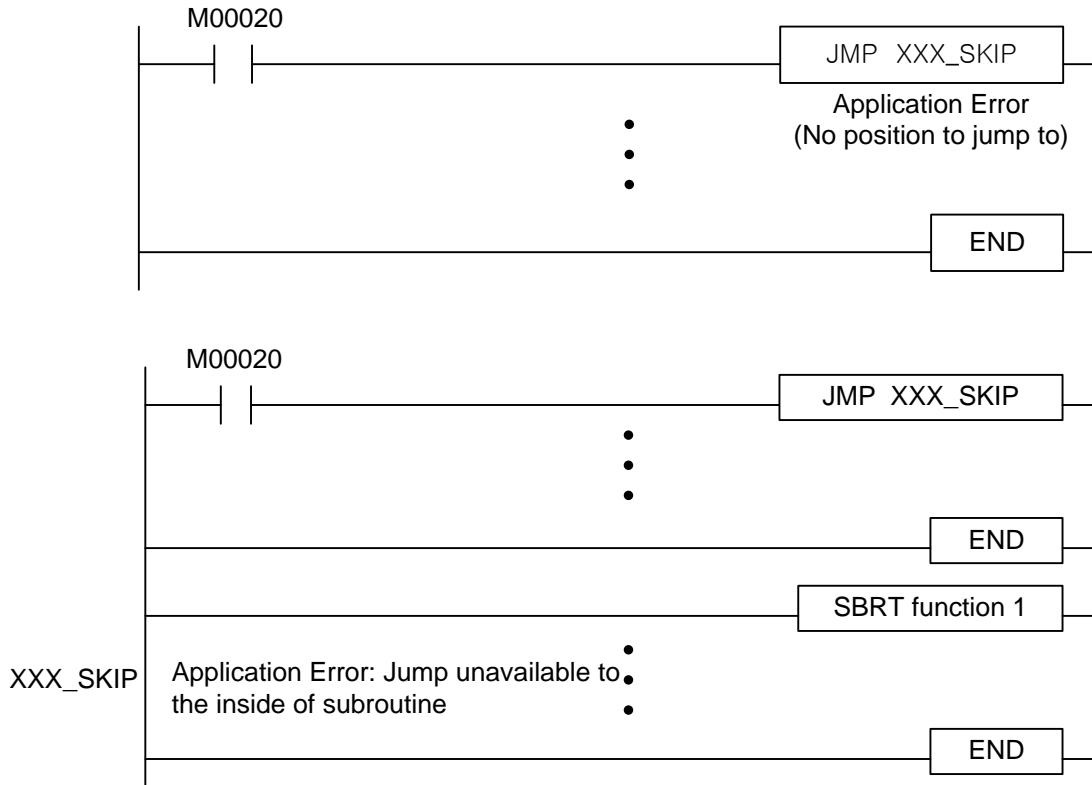 M00020
JMP XXX_SKIP
Application Error
(No position to jump to)
END
M00020
JMP XXX_SKIP
END
SBRT function 1
XXX_SKIP
Application Error: Jump unavailable to
the inside of subroutine
END